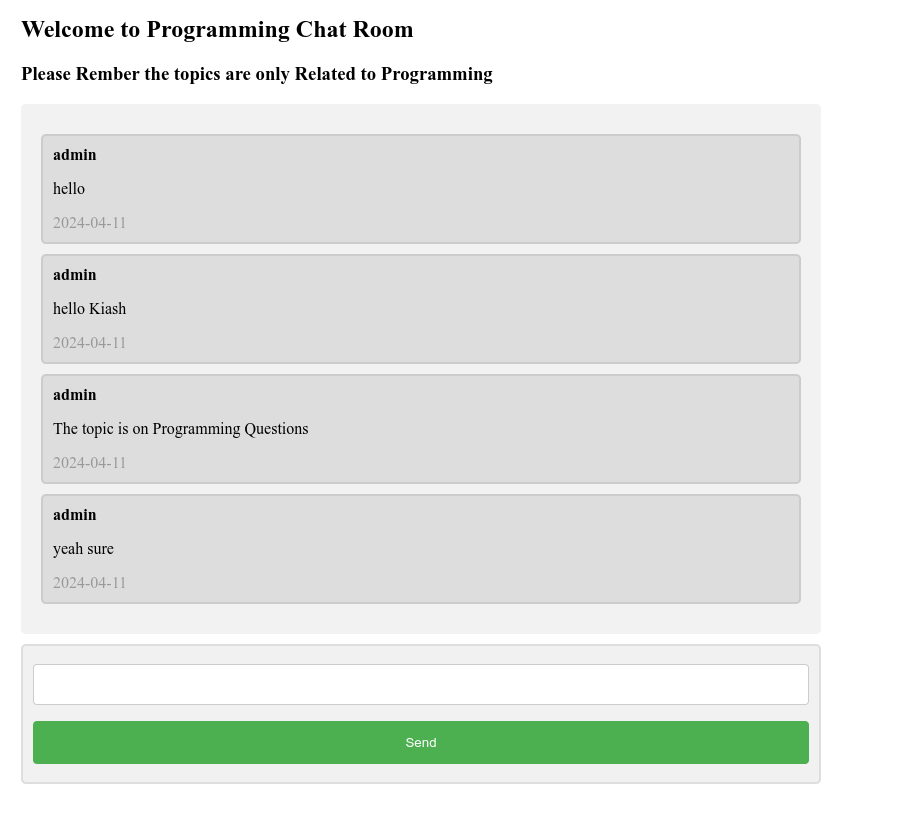 Welcome to Programming Chat Room
Please Rember the topics are only Related to Programming
admin
hello
2024-04-11
admin
hello Kiash
2024-04-11
admin
The topic is on Programming Questions
2024-04-11
admin
yeah sure
2024-04-11
Send